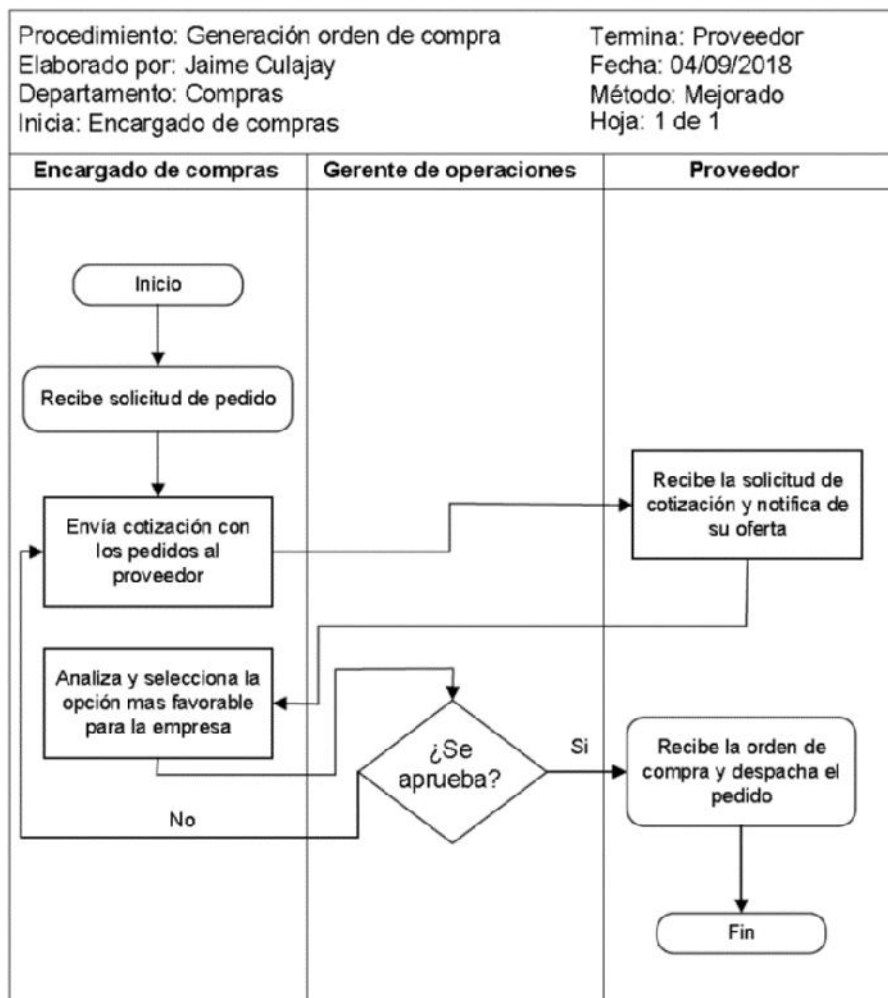 Procedimiento: Generación orden de compra
Elaborado por: Jaime Culajay
Departamento: Compras
Inicia: Encargado de compras
Termina: Proveedor
Fecha: 04/09/2018
Método: Mejorado
Hoja: 1 de 1
Encargado de compras
Gerente de operaciones
Proveedor
Inicio
Recibe solicitud de pedido
Envía cotización con
los pedidos al
proveedor
Recibe la solicitud de
cotización y notifica de
su oferta
Analiza y selecciona la
opción mas favorable
para la empresa
¿Se
aprueba?
Si
No
Recibe la orden de
compra y despacha el
pedido
Fin